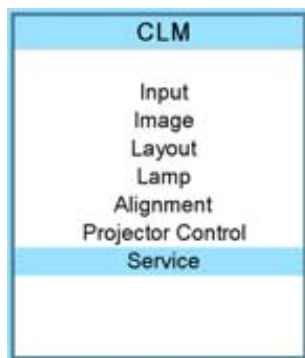 CLM
Input
Image
Layout
Lamp
Alignment
Projector Control
Service